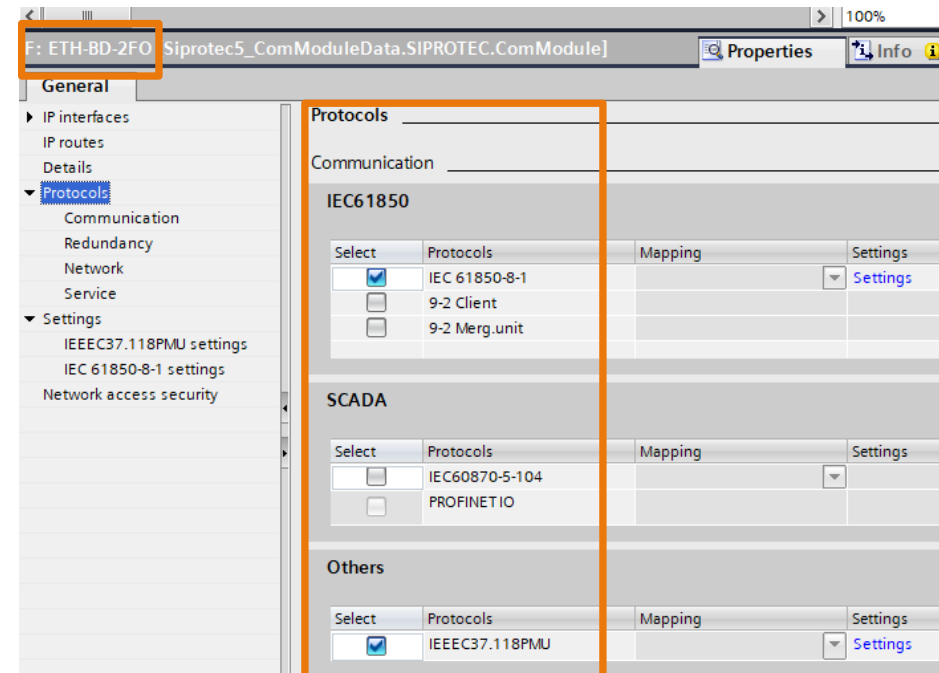 100%
F: ETH-BD-2FO [Siprotec5_ComModuleData.SIPROTEC.ComModule]
Properties
Info
General
IP interfaces
IP routes
Details
Protocols
Communication
Redundancy
Network
Service
Settings
IEEEC37.118PMU settings
IEC 61850-8-1 settings
Network access security
Protocols
Communication
IEC61850
Select Protocols Mapping Settings
IEC 61850-8-1 Settings
9-2 Client
9-2 Merg.unit
SCADA
Select Protocols Mapping Settings
IEC60870-5-104
PROFINET IO
Others
Select Protocols Mapping Settings
IEEEC37.118PMU Settings